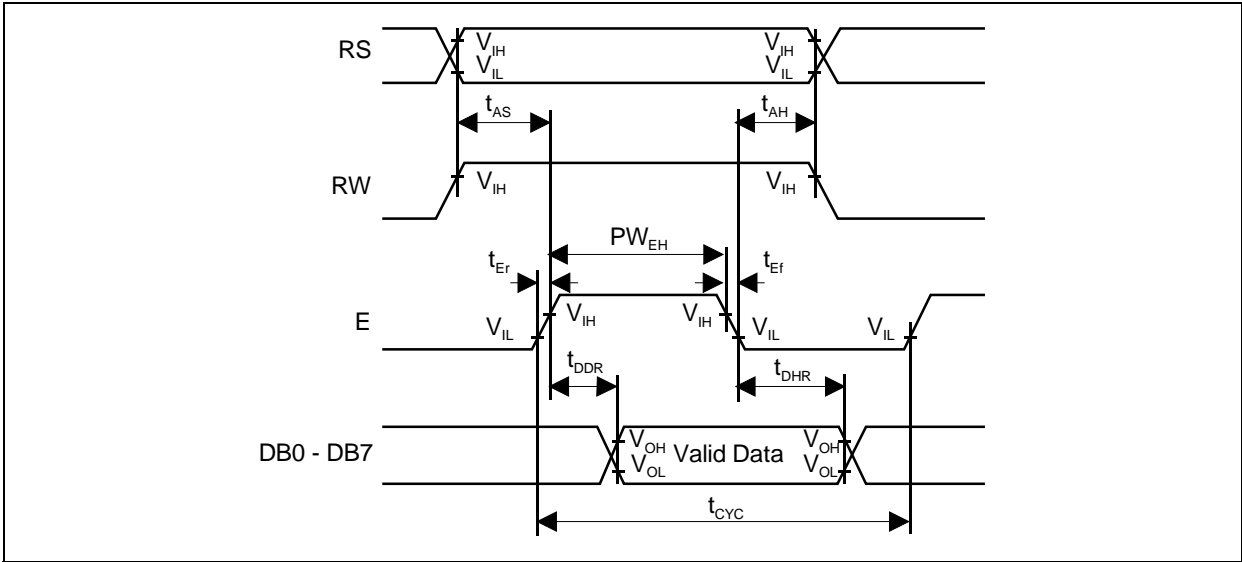 RS
V_IH
V_IH
V_IL
V_IL
t_AS
t_AH
RW
V_IH
V_IH
PW_EH
t_Er
t_Ef
E
V_IL
V_IH
V_IH
V_IL
V_IL
t_DDR
t_DHR
DB0 - DB7
V_OH
V_OL
Valid Data
V_OH
V_OL
t_CYC